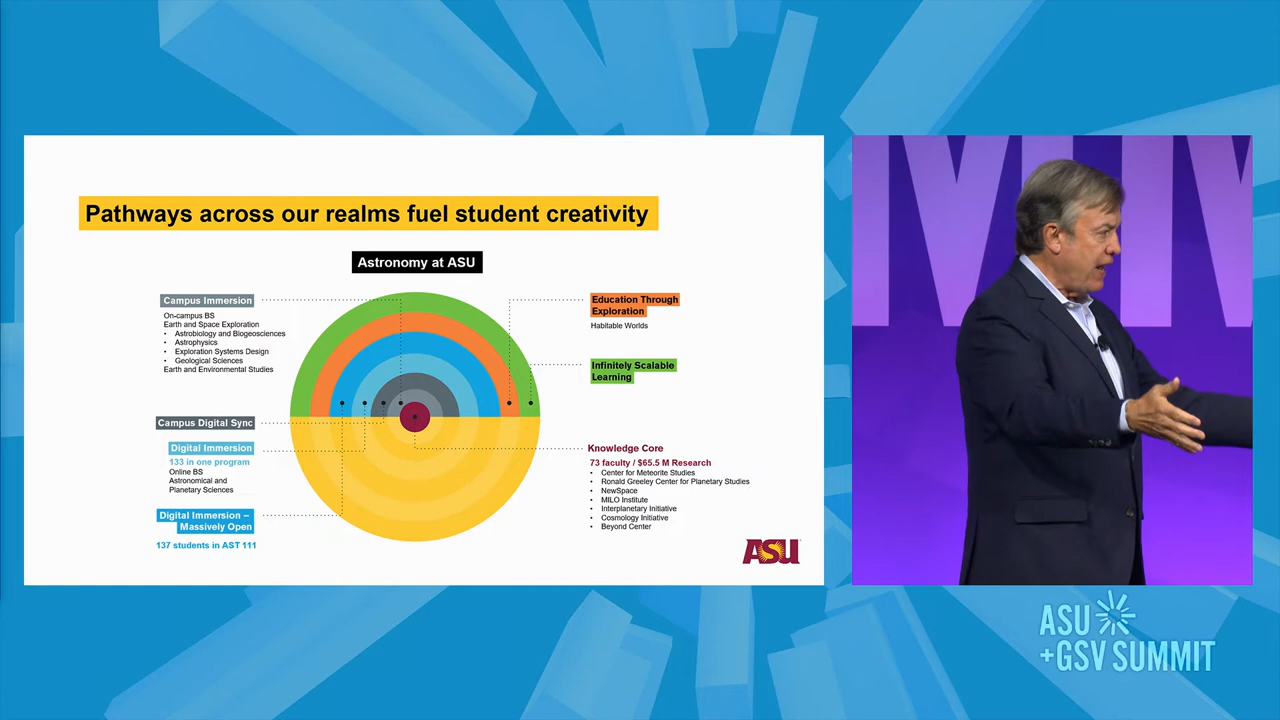 Pathways across our realms fuel student creativity
Astronomy at ASU
Campus Immersion
On-campus BS
Earth and Space Exploration
• Astrobiology and Biogeosciences
• Astrophysics
• Exploration Systems Design
• Geological Sciences
Earth and Environmental Studies
Campus Digital Sync
Digital Immersion
133 in one program
Online BS
Astronomical and
Planetary Sciences
Digital Immersion –
Massively Open
137 students in AST 111
Education Through
Exploration
Habitable Worlds
Infinitely Scalable
Learning
Knowledge Core
73 faculty / $65.5 M Research
• Center for Meteorite Studies
• Ronald Greeley Center for Planetary Studies
• NewSpace
• MILO Institute
• Interplanetary Initiative
• Cosmology Initiative
• Beyond Center
ASU
ASU
+GSV SUMMIT